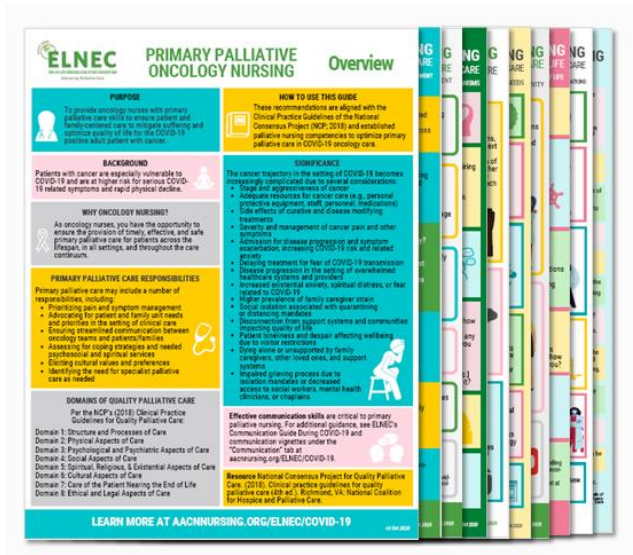 ELNEC
PRIMARY PALLIATIVE
ONCOLOGY NURSING
Overview
PURPOSE
To provide oncology nurses with primary
palliative care skills to ensure patient and
family-centered care to mitigate suffering and
optimize quality of life for the COVID-19
positive adult patient with cancer.
BACKGROUND
Patients with cancer are especially vulnerable to
COVID-19 and are at higher risk for serious COVID-
19 related symptoms and rapid physical decline.
WHY ONCOLOGY NURSING?
As oncology nurses, you have the opportunity to
ensure the provision of timely, effective, and safe
primary palliative care for patients across the
lifespan, in all settings, and throughout the care
continuum.
PRIMARY PALLIATIVE CARE RESPONSIBILITIES
Primary palliative care may include a number of
responsibilities, including:
• Prioritizing pain and symptom management
• Advocating for patient and family unit needs
and priorities in the setting of clinical care
• Ensuring streamlined communication between
oncology teams and patients/families
• Assessing for coping strategies and needed
psychosocial and spiritual services
• Eliciting cultural values and preferences
• Identifying the need for specialist palliative
care as needed
DOMAINS OF QUALITY PALLIATIVE CARE
Per the NCP's (2018) Clinical Practice
Guidelines for Quality Palliative Care:
Domain 1: Structure and Processes of Care
Domain 2: Physical Aspects of Care
Domain 3: Psychological and Psychiatric Aspects of Care
Domain 4: Social Aspects of Care
Domain 5: Spiritual, Religious, & Existential Aspects of Care
Domain 6: Cultural Aspects of Care
Domain 7: Care of the Patient Nearing the End of Life
Domain 8: Ethical and Legal Aspects of Care
HOW TO USE THIS GUIDE
These recommendations are aligned with the
Clinical Practice Guidelines of the National
Consensus Project (NCP; 2018) and established
palliative nursing competencies to optimize primary
palliative care in COVID-19 oncology care.
SIGNIFICANCE
The cancer trajectory in the setting of COVID-19 becomes
increasingly complicated due to several considerations:
• Stage and aggressiveness of cancer
• Adequate resources for cancer care (e.g., personal
protective equipment, staff, personnel, medications)
• Side effects of curative and disease modifying
treatments
• Severity and management of cancer pain and other
symptoms
• Admission for disease progression and symptom
exacerbation, increasing COVID-19 risk and related
anxiety
• Delaying treatment for fear of COVID-19 transmission
• Disease progression in the setting of overwhelmed
healthcare systems and providers
• Increased existential, spiritual distress, or fear
related to COVID-19
• Higher prevalence of family caregiver strain
• Social isolation associated with quarantining
or distancing mandates
• Disconnection from support systems and communities
impacting quality of life
• Patient loneliness and despair affecting wellbeing
due to visitor restrictions
• Dying alone or unsupported by family
caregivers, other loved ones, and support
systems
• Impaired grieving process due to
isolation mandates or decreased
access to social workers, mental health
clinicians, or chaplains
Effective communication skills are critical to primary
palliative nursing. For additional guidance, see ELNEC's
Communication Guide During COVID-19 and
communication vignettes under the
"Communication" tab at
aacnnursing.org/ELNEC/COVID-19.
Resource National Consensus Project for Quality Palliative
Care. (2018). Clinical practice guidelines for quality
palliative care (4th ed.). Richmond, VA: National Coalition
for Hospice and Palliative Care.
LEARN MORE AT AACNNURSING.ORG/ELNEC/COVID-19